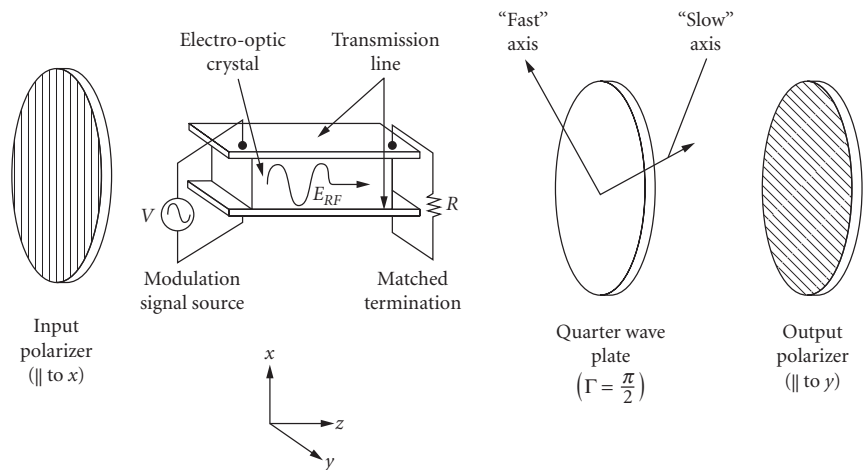 “Fast”
axis
“Slow”
axis
Electro-optic
crystal
Transmission
line
E_RF
V
R
Modulation
signal source
Matched
termination
Input
polarizer
(|| to x)
Quarter wave
plate
(Γ = π/2)
Output
polarizer
(|| to y)
x
z
y